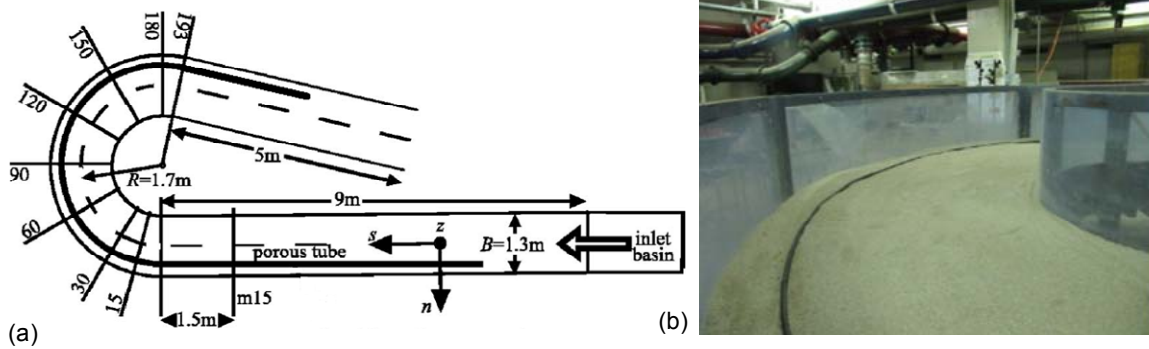 180
193
150
120
90
60
30
15
R=1.7m
5m
9m
s
z
n
B=1.3m
inlet
basin
porous tube
m15
1.5m
(a)
(b)